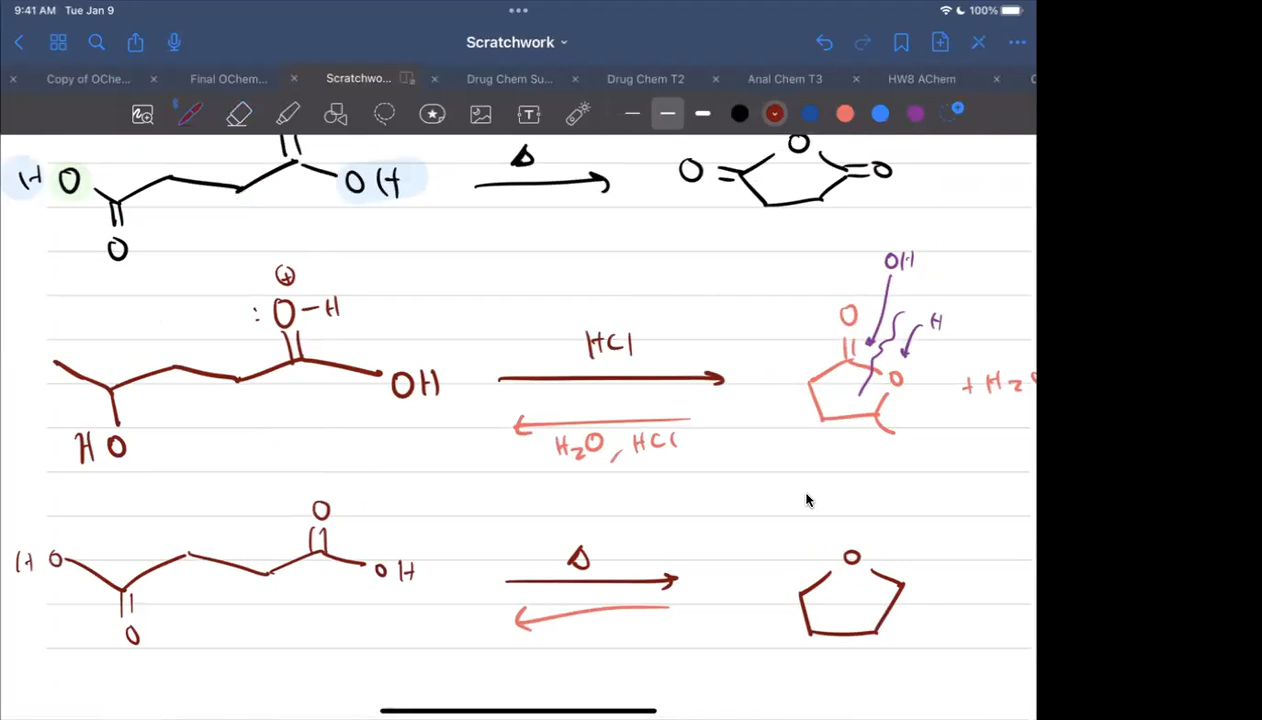 9:41 AM Tue Jan 9
100%
Scratchwork
Copy of OChe...
Final OChem...
Scratchwo...
Drug Chem Su...
Drug Chem T2
Anal Chem T3
HW8 AChem
T
H O
OH
O
Δ
O
O
O
⊕
: O-H
OH
HO
HCl
H₂O, HCl
OH
O
H
O
+ H₂O
H O
O
O
OH
Δ
O